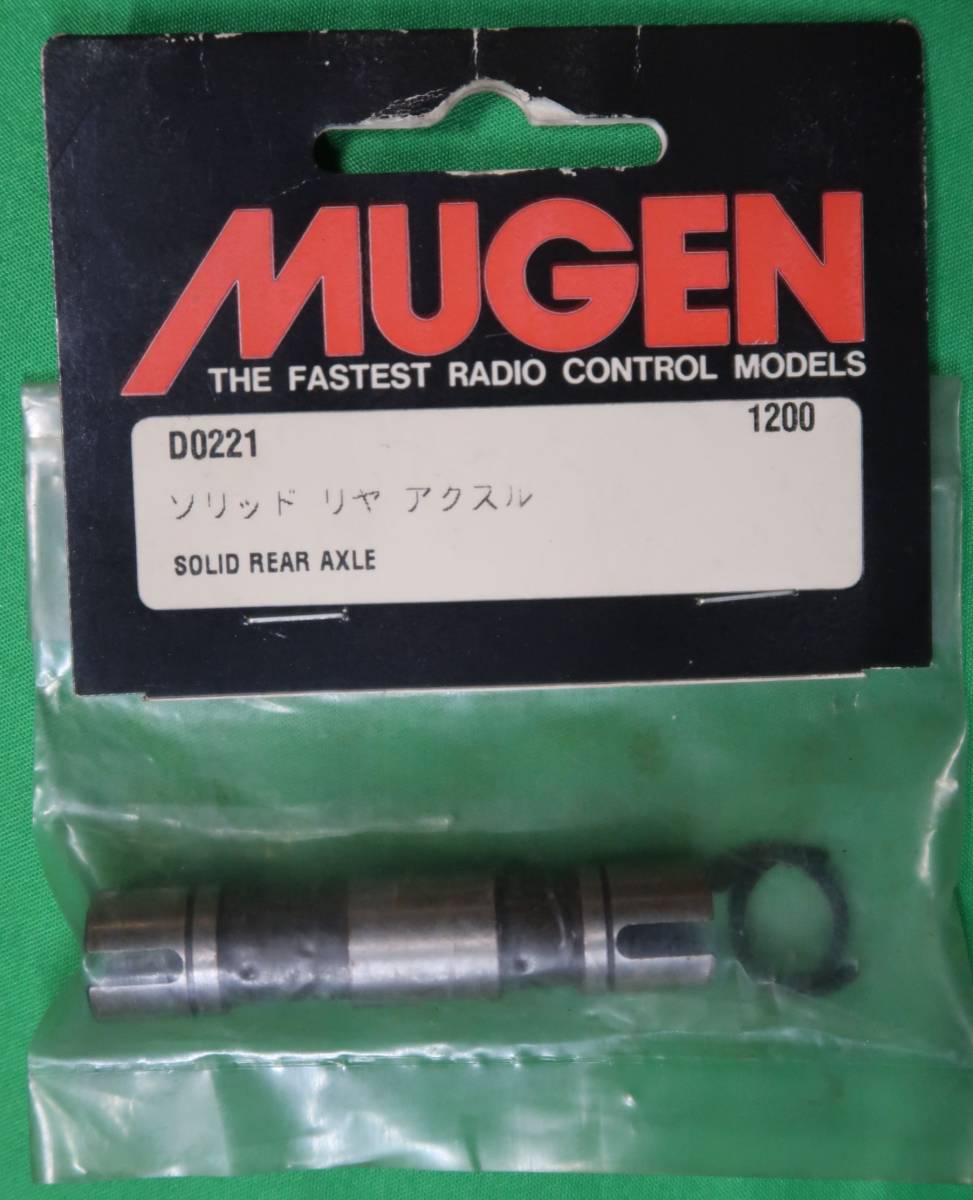 MUGEN
THE FASTEST RADIO CONTROL MODELS
D0221 1200
ソリッド リヤ アクスル
SOLID REAR AXLE